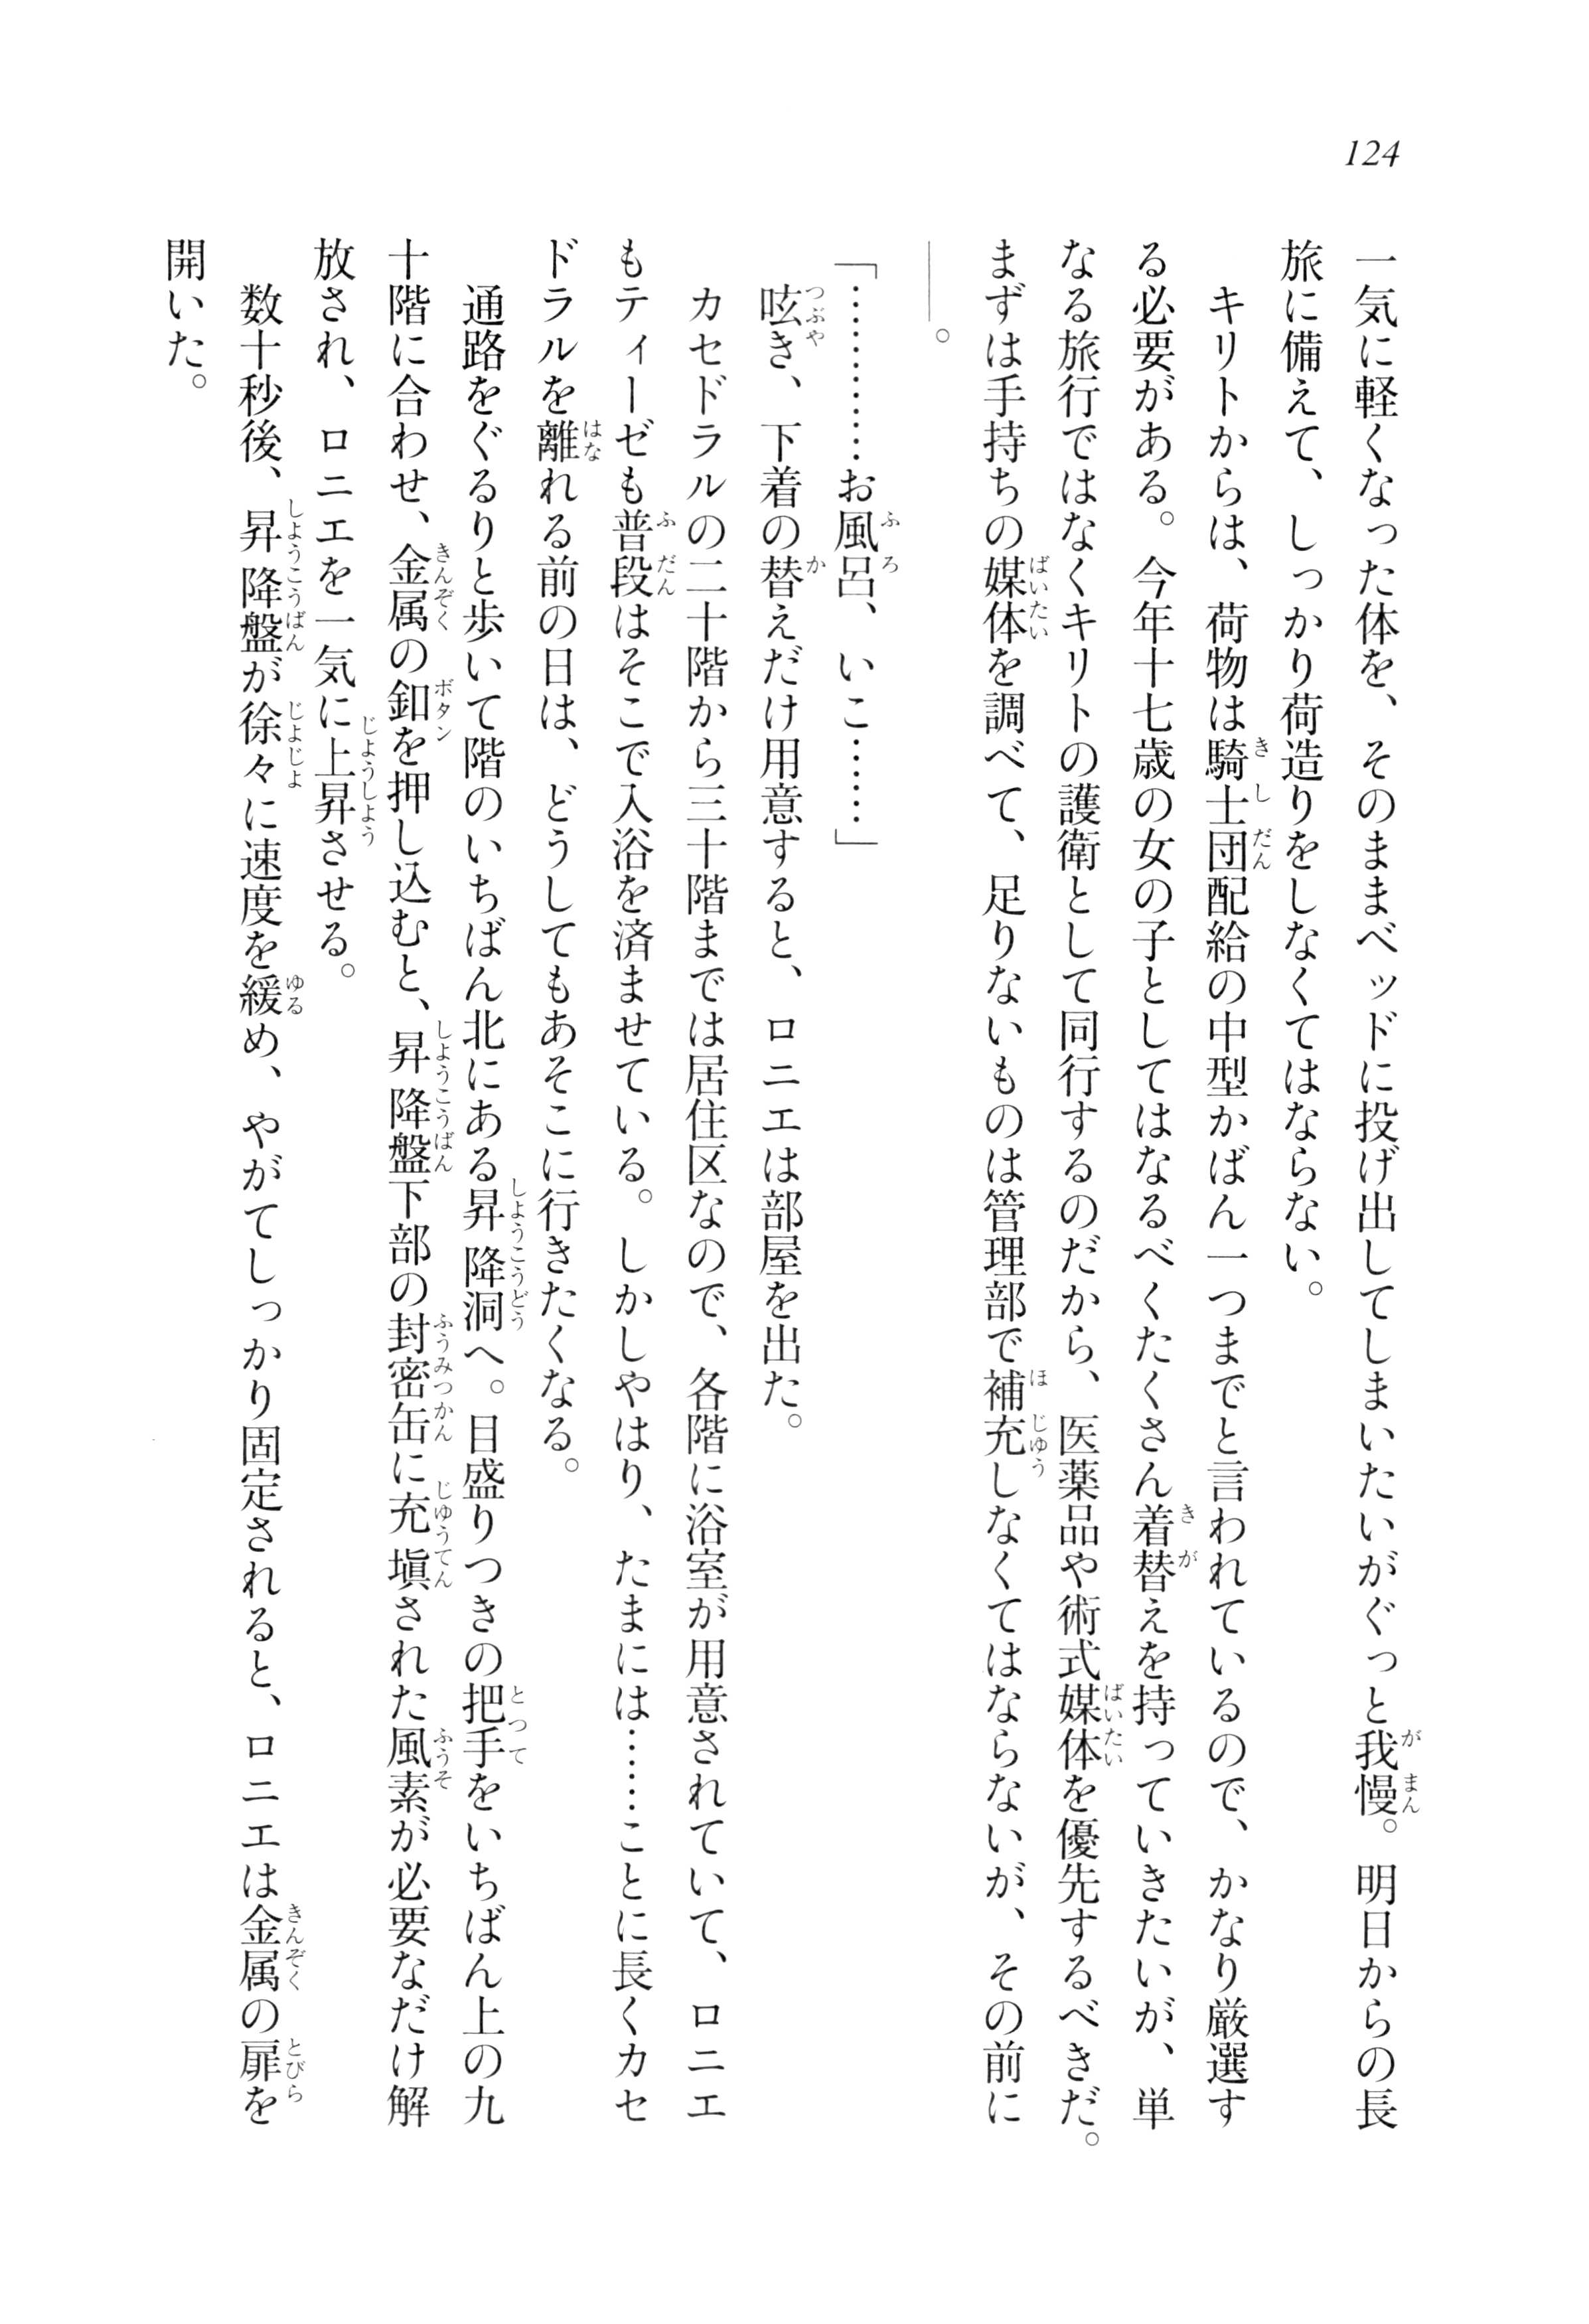 124
一気に軽くなった体を、そのままベッドに投げ出してしまいたいがぐっと我慢。明日からの長
旅に備えて、しっかり荷造りをしなくてはならない。
　キリトからは、荷物は騎士団配給の中型かばん一つまでと言われているので、かなり厳選す
る必要がある。今年十七歳の女の子としてはなるべくたくさん着替えを持っていきたいが、単
なる旅行ではなくキリトの護衛として同行するのだから、医薬品や術式媒体を優先するべきだ。
まずは手持ちの媒体を調べて、足りないものは管理部で補充しなくてはならないが、その前に
――。
「…………お風呂、いこ……」
　呟き、下着の替えだけ用意すると、ロニエは部屋を出た。
　カセドラルの二十階から三十階までは居住区なので、各階に浴室が用意されていて、ロニエ
もティーゼも普段はそこで入浴を済ませている。しかしやはり、たまには……ことに長くカセ
ドラルを離れる前の日は、どうしてもあそこに行きたくなる。
　通路をぐるりと歩いて階のいちばん北にある昇降洞へ。目盛りつきの把手をいちばん上の九
十階に合わせ、金属の釦を押し込むと、昇降盤下部の封密缶に充塡された風素が必要なだけ解
放され、ロニエを一気に上昇させる。
　数十秒後、昇降盤が徐々に速度を緩め、やがてしっかり固定されると、ロニエは金属の扉を
開いた。